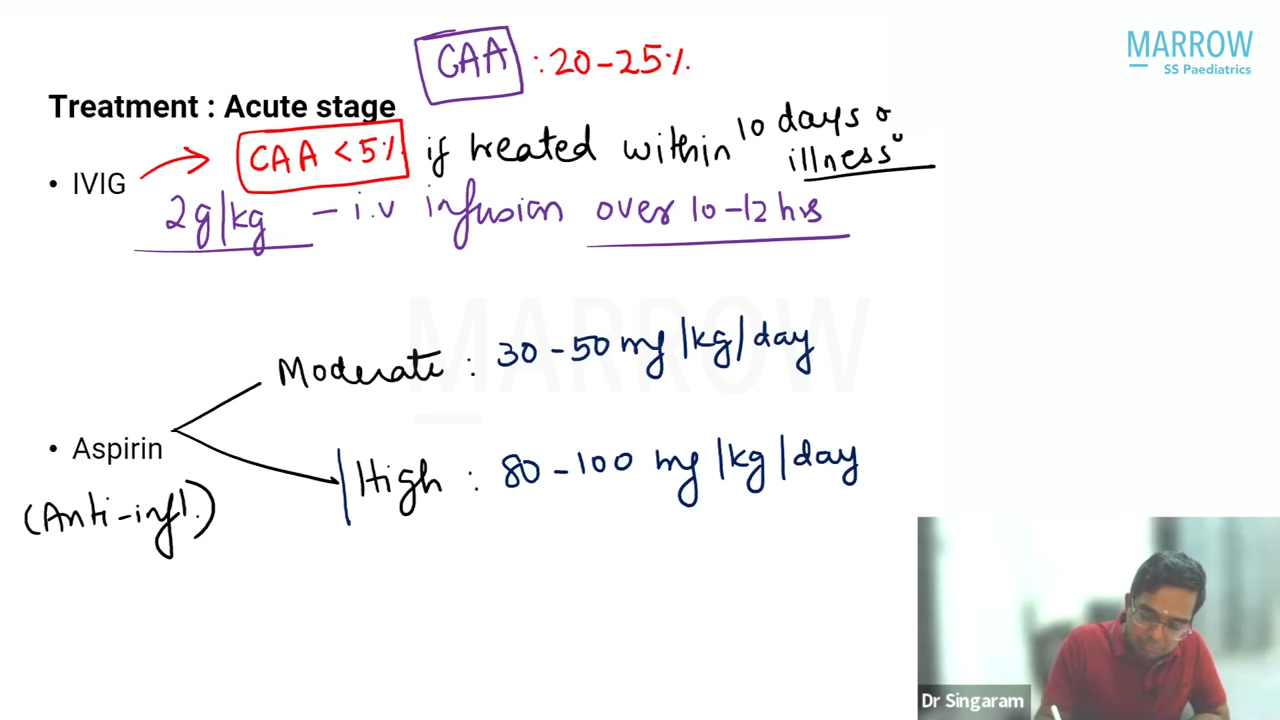 MARROW
SS Paediatrics
CAA : 20-25%
Treatment : Acute stage
CAA < 5% if treated within 10 days o
illness
• IVIG
2g/kg - i.v infusion over 10-12 hrs
MARROW
Moderate : 30-50 mg/kg/day
• Aspirin
High : 80-100 mg/kg/day
(Anti-infl.)
Dr Singaram